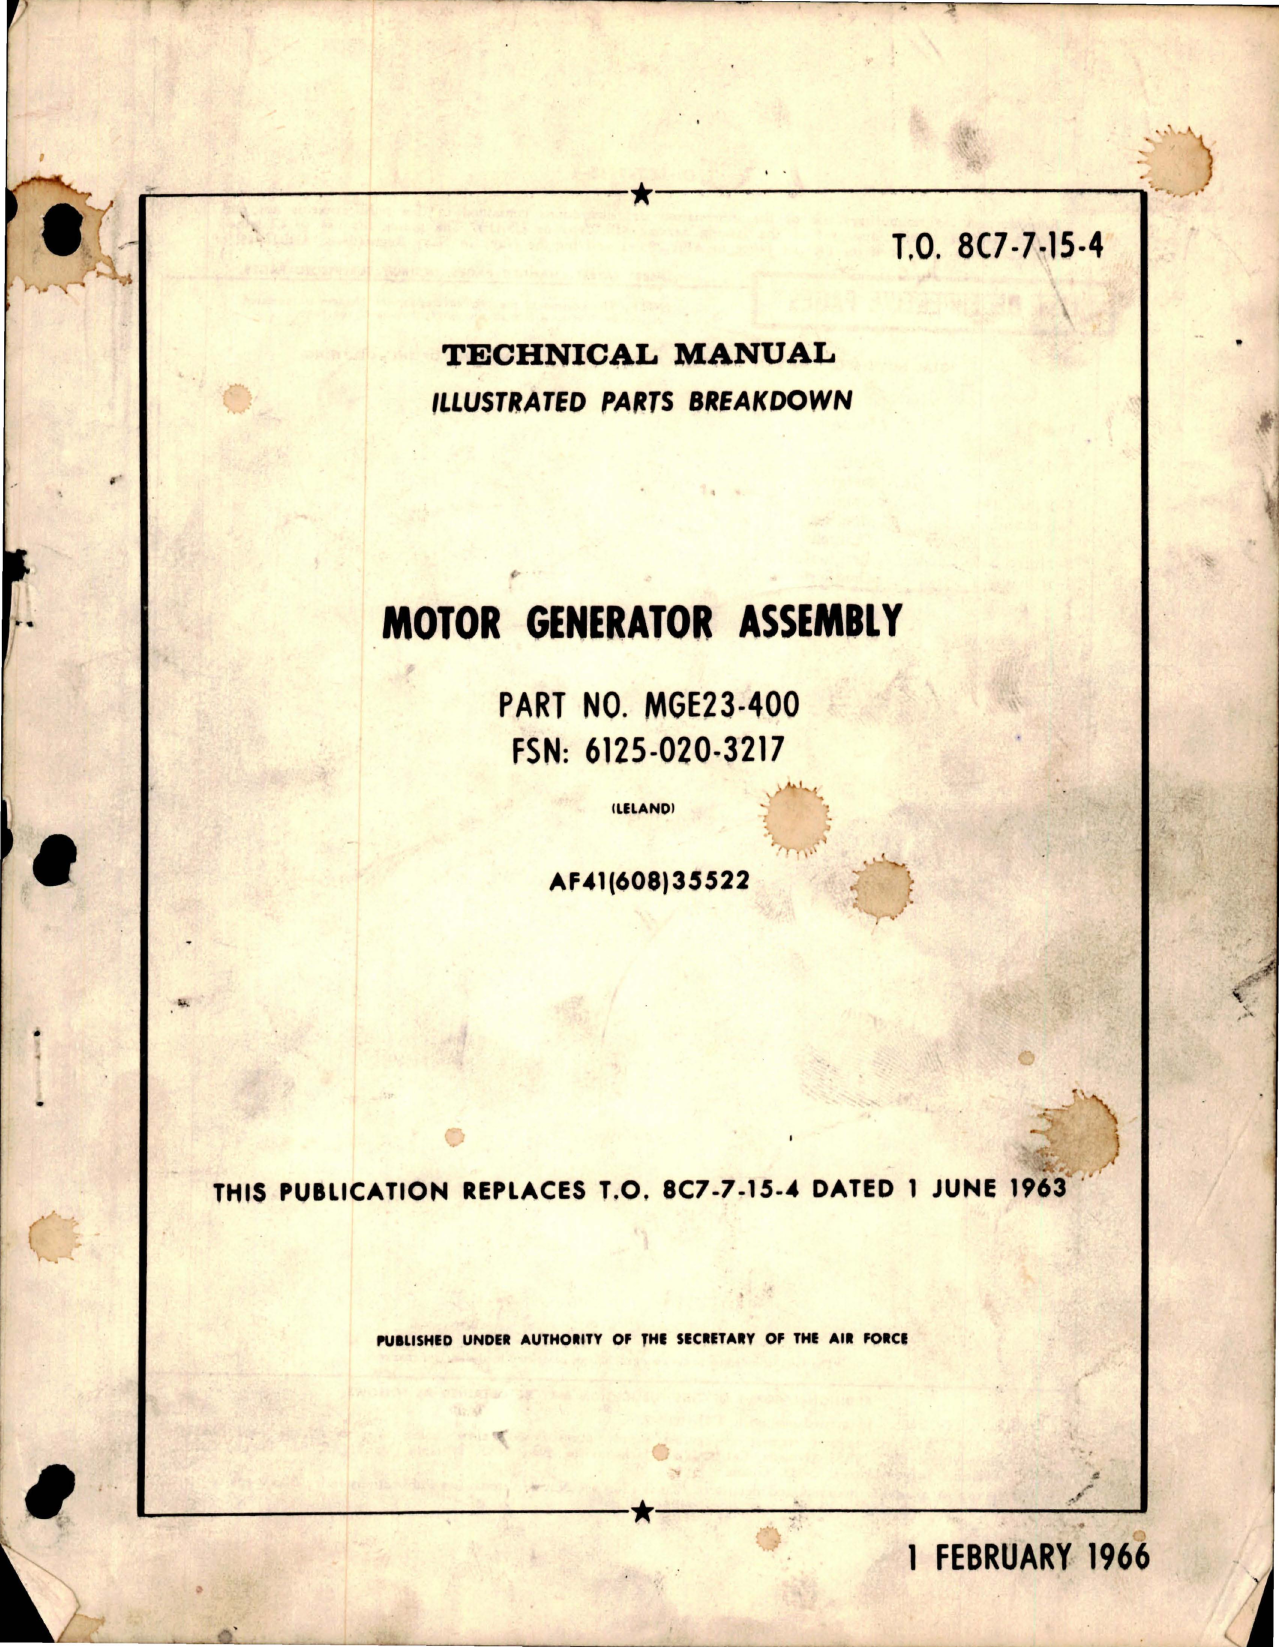 T.O. 8C7-7-15-4
TECHNICAL MANUAL
ILLUSTRATED PARTS BREAKDOWN
MOTOR GENERATOR ASSEMBLY
PART NO. MGE23-400
FSN: 6125-020-3217
(LELAND)
AF41(608)35522
THIS PUBLICATION REPLACES T.O. 8C7-7-15-4 DATED 1 JUNE 1963
PUBLISHED UNDER AUTHORITY OF THE SECRETARY OF THE AIR FORCE
1 FEBRUARY 1966